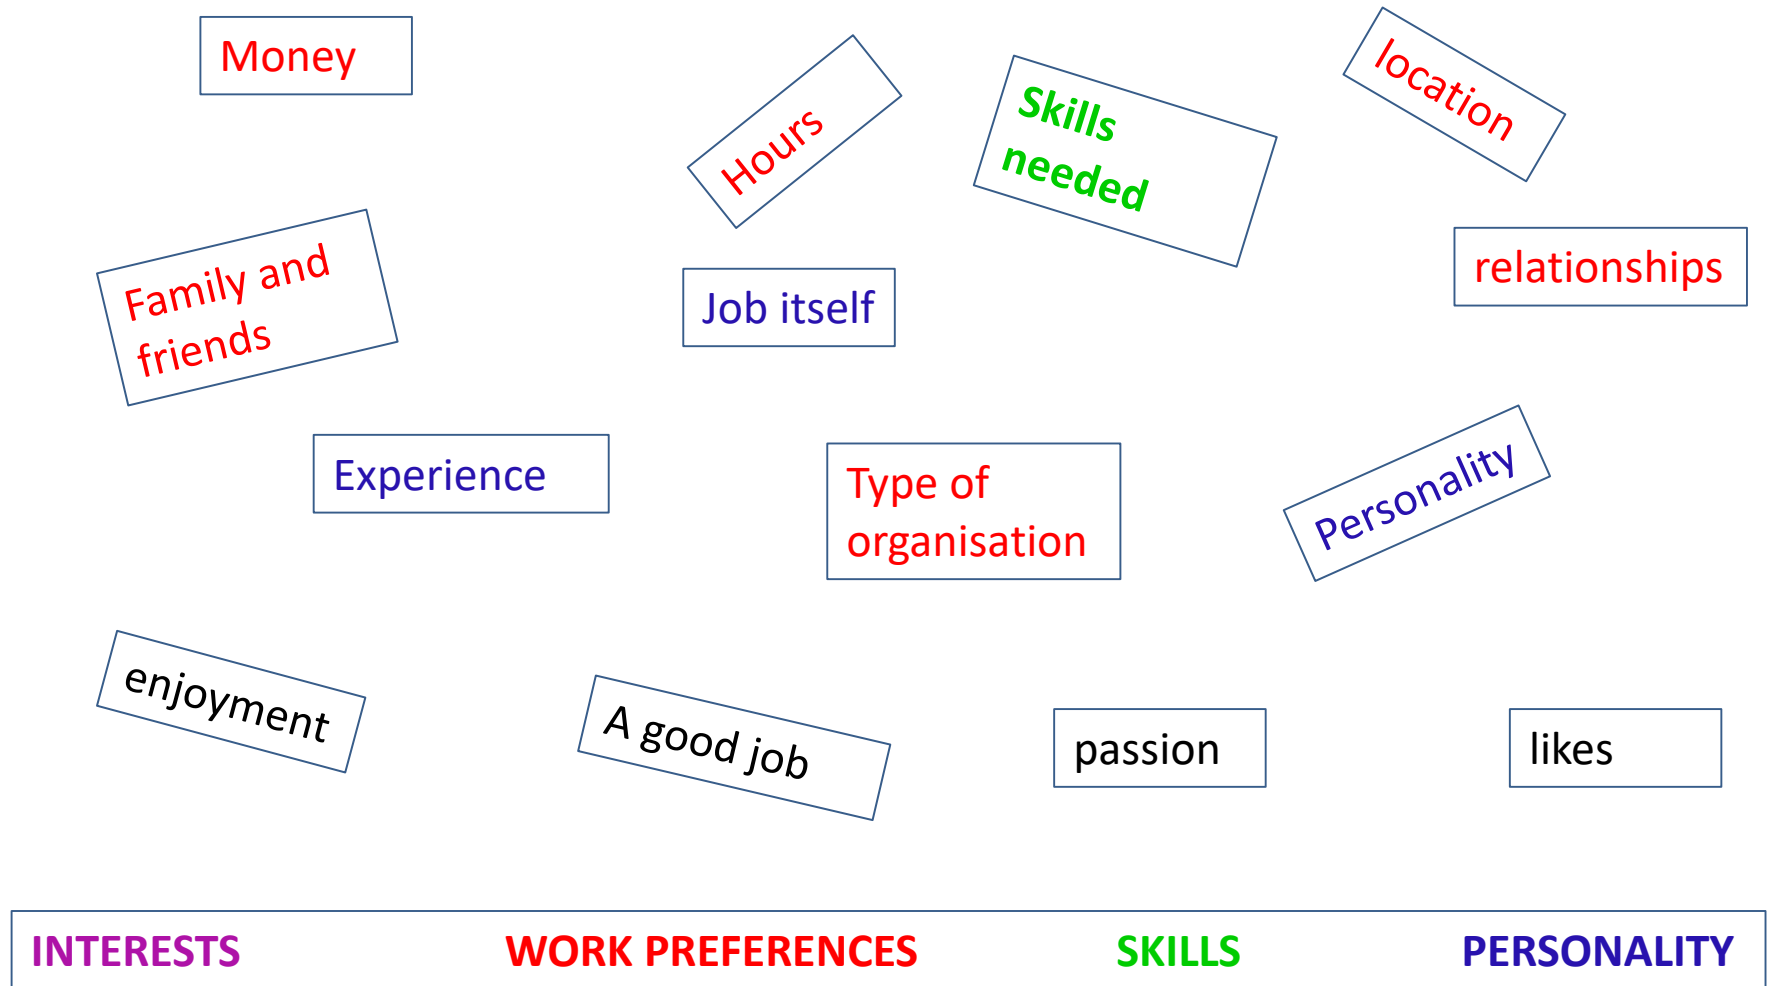 Money
Hours
Skills
needed
location
Family and
friends
Job itself
relationships
Experience
Type of
organisation
Personality
enjoyment
A good job
passion
likes
INTERESTS WORK PREFERENCES SKILLS PERSONALITY